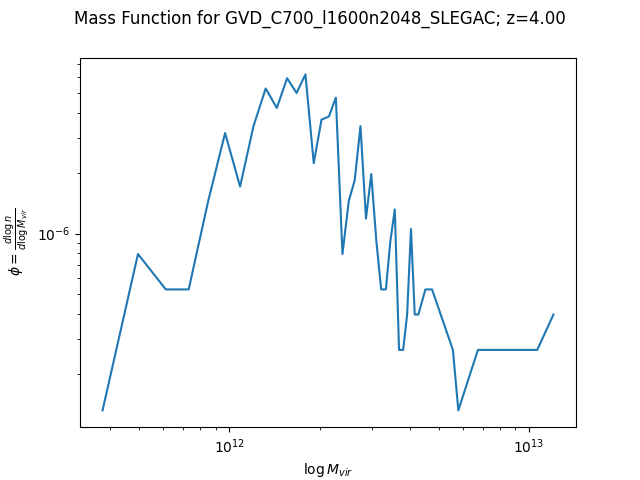 Mass Function for GVD_C700_l1600n2048_SLEGAC; z=4.00
ϕ = d log n / d log M_vir
10^−6
10^12
10^13
log M_vir